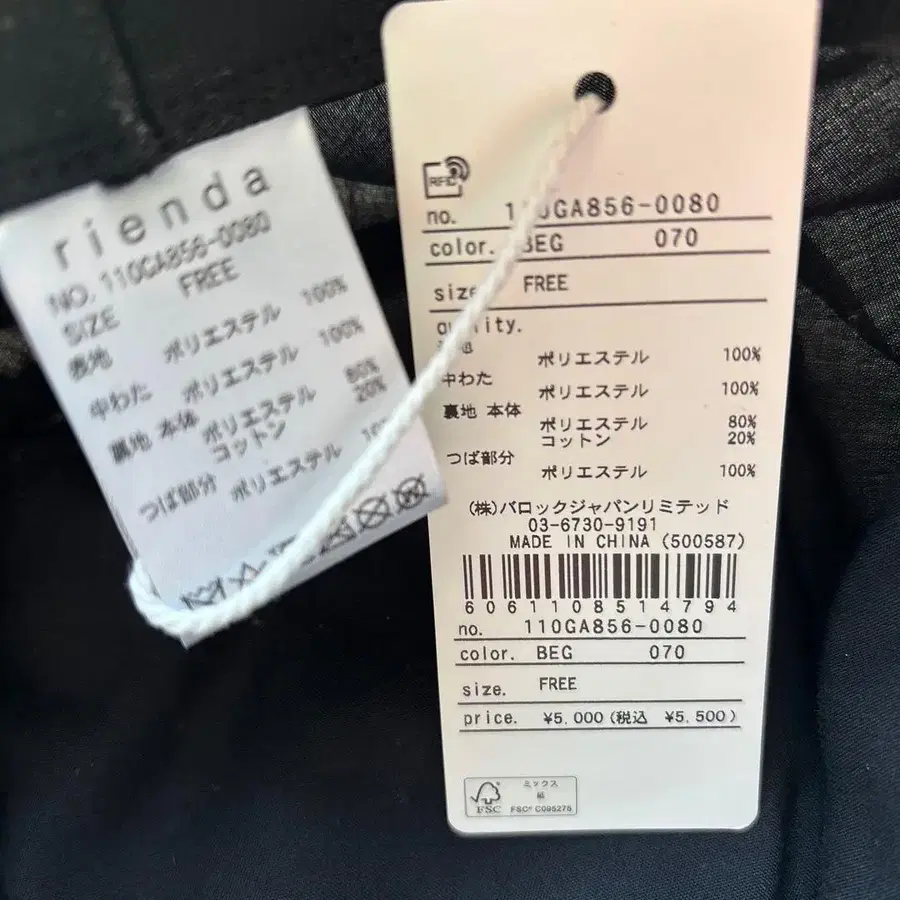 rienda
NO. 110GA856-0080
SIZE FREE
表地 ポリエステル 100%
中わた ポリエステル 100%
裏地 本体 ポリエステル 80%
コットン 20%
つば部分 ポリエステル
RFID
no. 110GA856-0080
color. BEG 070
size. FREE
quality.
ポリエステル 100%
中わた ポリエステル 100%
裏地 本体 ポリエステル 80%
コットン 20%
つば部分 ポリエステル 100%
(株)バロックジャパンリミテッド
03-6730-9191
MADE IN CHINA (500587)
6061108514794
no. 110GA856-0080
color. BEG 070
size. FREE
price. ¥5.000(税込 ¥5.500)
FSC
ミックス
紙
FSC® C095275